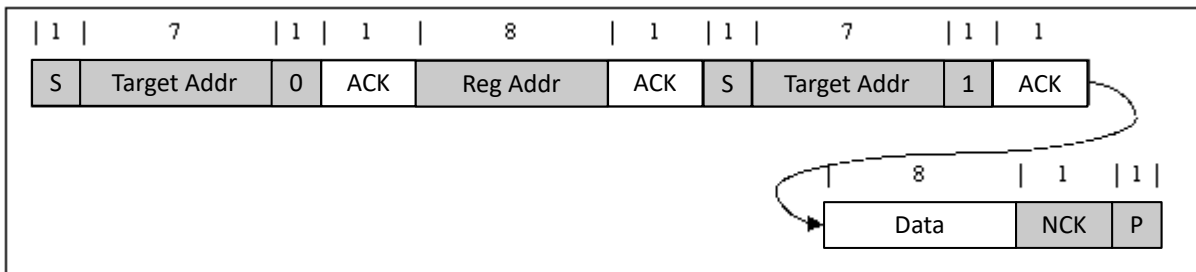 | 1 | 7 | 1 | 1 | 8 | 1 | 1 | 7 | 1 | 1
S Target Addr 0 ACK Reg Addr ACK S Target Addr 1 ACK
| 8 | 1 | 1 |
Data NCK P